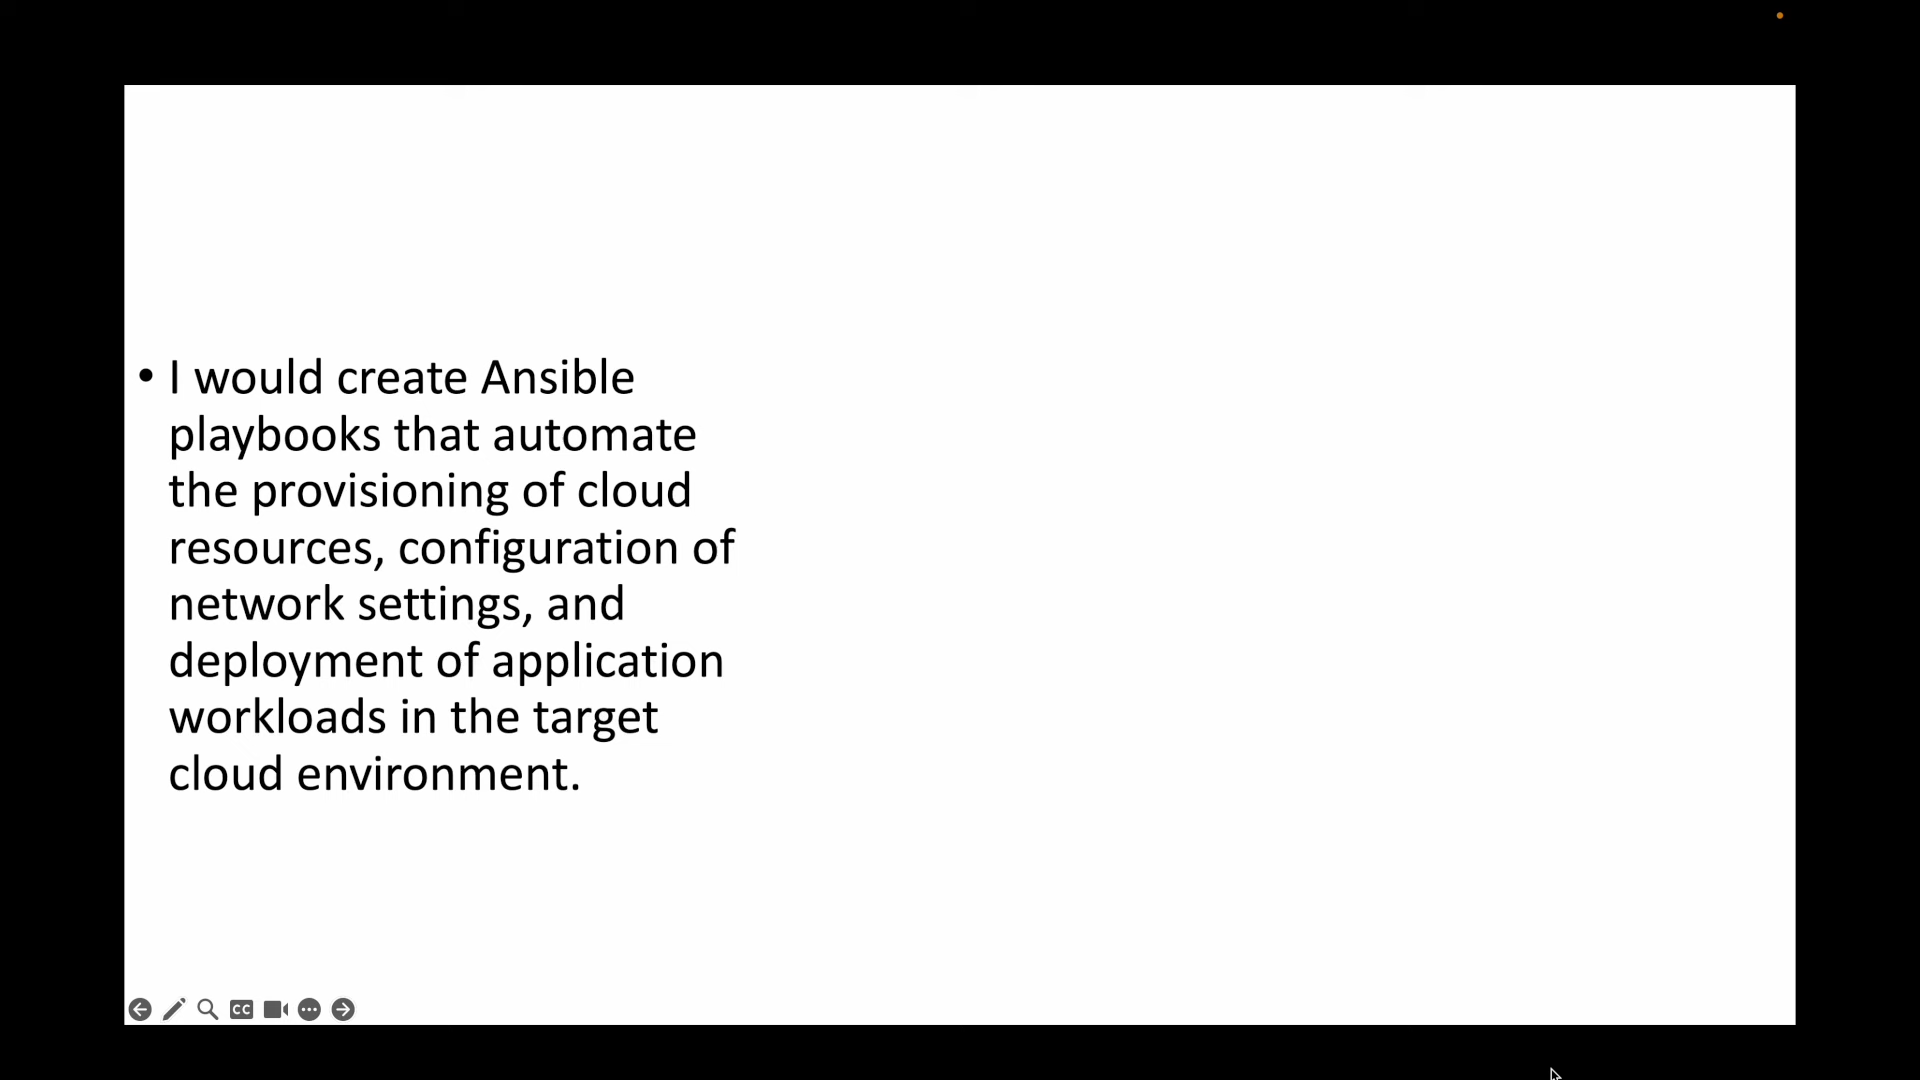 • I would create Ansible
playbooks that automate
the provisioning of cloud
resources, configuration of
network settings, and
deployment of application
workloads in the target
cloud environment.
CC